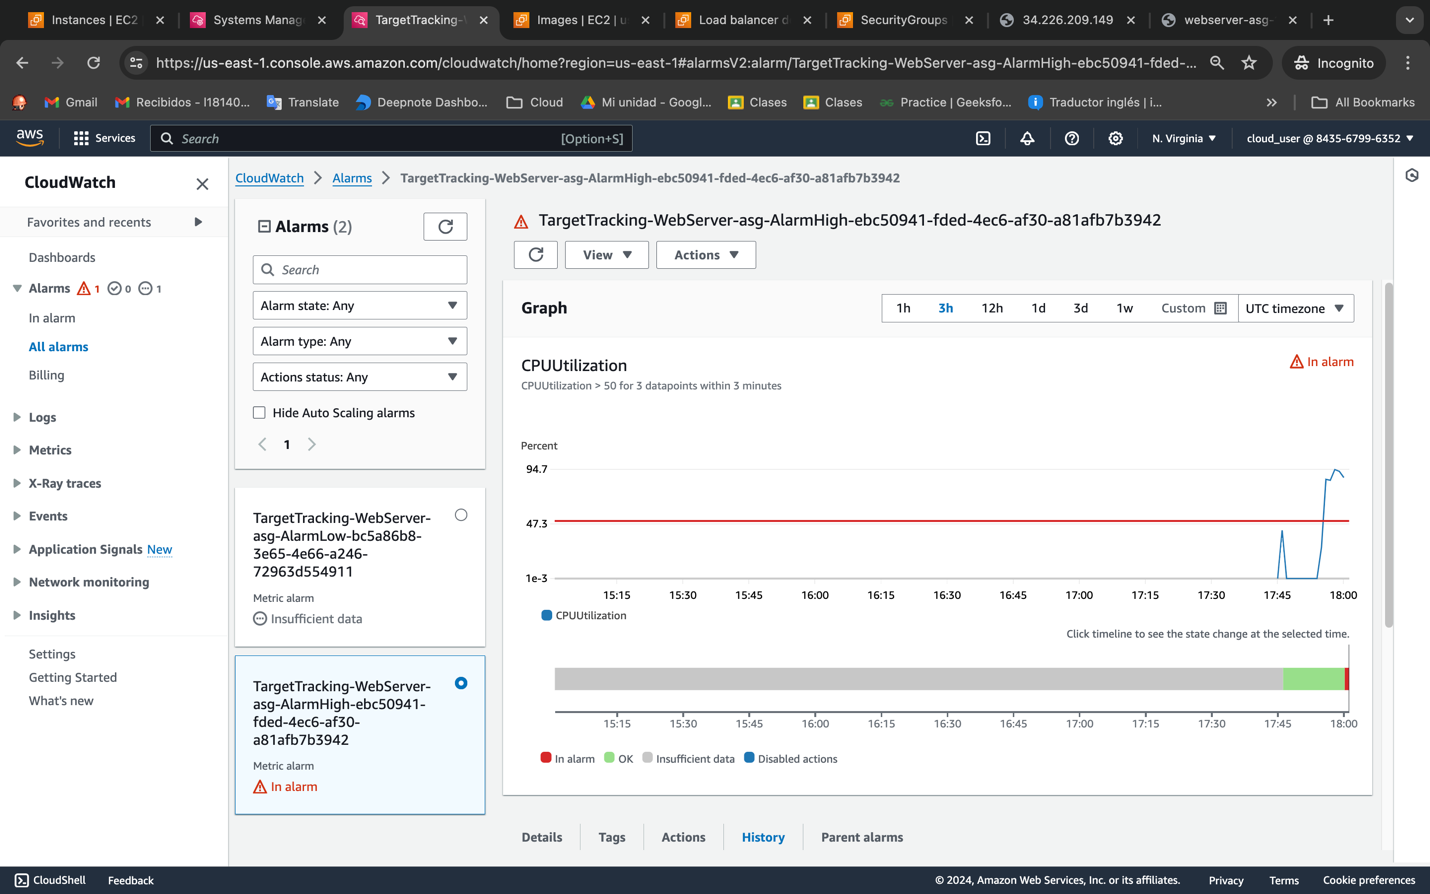 Instances | EC2
Systems Manag
TargetTracking-
Images | EC2 | u
Load balancer d
SecurityGroups
34.226.209.149
webserver-asg-
https://us-east-1.console.aws.amazon.com/cloudwatch/home?region=us-east-1#alarmsV2:alarm/TargetTracking-WebServer-asg-AlarmHigh-ebc50941-fded-...
Incognito
Gmail
Recibidos - l18140...
Translate
Deepnote Dashbo...
Cloud
Mi unidad - Googl...
Clases
Clases
Practice | Geeksfo...
Traductor inglés | i...
All Bookmarks
aws
Services
Search
[Option+S]
N. Virginia
cloud_user @ 8435-6799-6352
CloudWatch
Favorites and recents
Dashboards
Alarms 1 0 1
In alarm
All alarms
Billing
Logs
Metrics
X-Ray traces
Events
Application Signals New
Network monitoring
Insights
Settings
Getting Started
What's new
CloudWatch > Alarms > TargetTracking-WebServer-asg-AlarmHigh-ebc50941-fded-4ec6-af30-a81afb7b3942
Alarms (2)
Search
Alarm state: Any
Alarm type: Any
Actions status: Any
Hide Auto Scaling alarms
1
TargetTracking-WebServer-
asg-AlarmLow-bc5a86b8-
3e65-4e66-a246-
72963d554911
Metric alarm
Insufficient data
TargetTracking-WebServer-
asg-AlarmHigh-ebc50941-
fded-4ec6-af30-
a81afb7b3942
Metric alarm
In alarm
TargetTracking-WebServer-asg-AlarmHigh-ebc50941-fded-4ec6-af30-a81afb7b3942
View
Actions
Graph
1h 3h 12h 1d 3d 1w Custom UTC timezone
CPUUtilization
In alarm
CPUUtilization > 50 for 3 datapoints within 3 minutes
Percent
94.7
47.3
1e-3
15:15 15:30 15:45 16:00 16:15 16:30 16:45 17:00 17:15 17:30 17:45 18:00
CPUUtilization
Click timeline to see the state change at the selected time.
15:15 15:30 15:45 16:00 16:15 16:30 16:45 17:00 17:15 17:30 17:45 18:00
In alarm OK Insufficient data Disabled actions
Details Tags Actions History Parent alarms
CloudShell Feedback
© 2024, Amazon Web Services, Inc. or its affiliates. Privacy Terms Cookie preferences